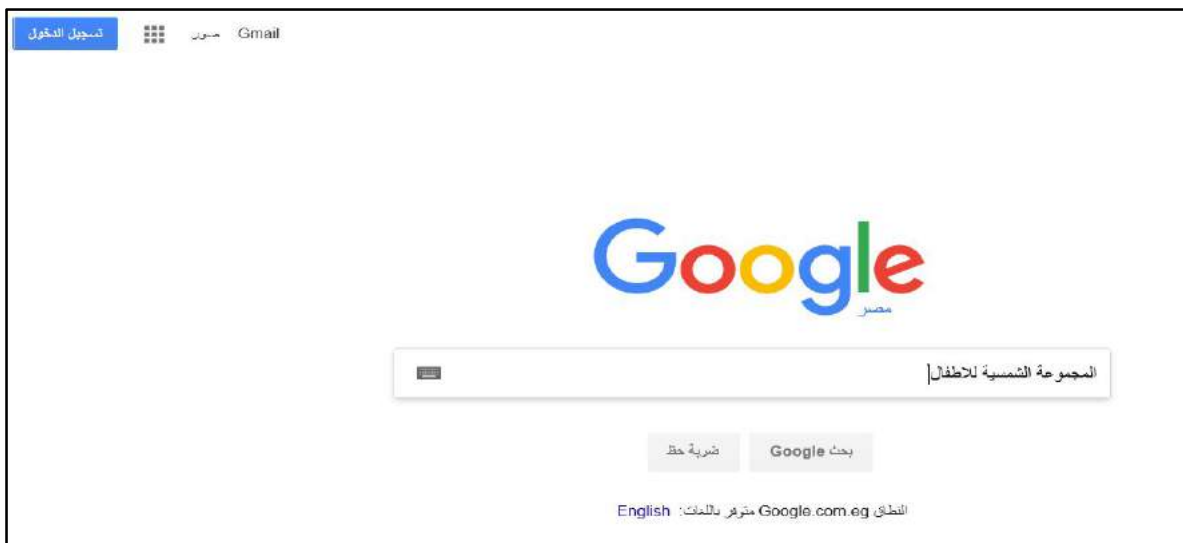 Gmail صور تسجيل الدخول
Google
مصر
المجموعة الشمسية للاطفال
بحث Google ضربة حظ
النطاق Google.com.eg متوفر باللغات: English